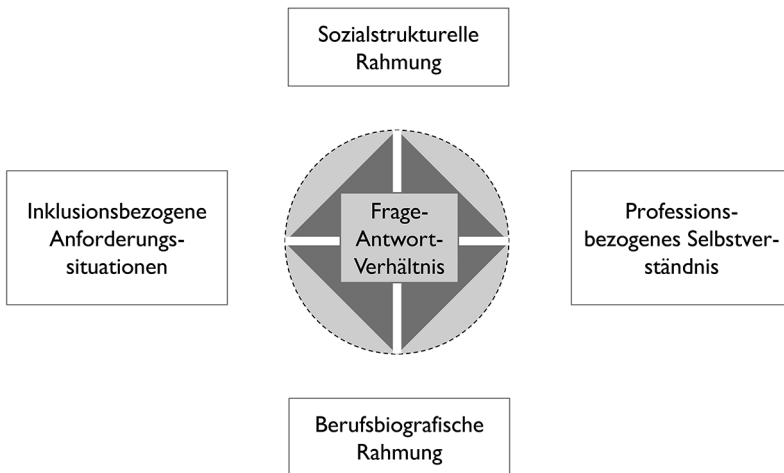 Sozialstrukturelle
Rahmung
Inklusionsbezogene
Anforderungs-
situationen
Frage-
Antwort-
Verhältnis
Professions-
bezogenes Selbstver-
ständnis
Berufsbiografische
Rahmung